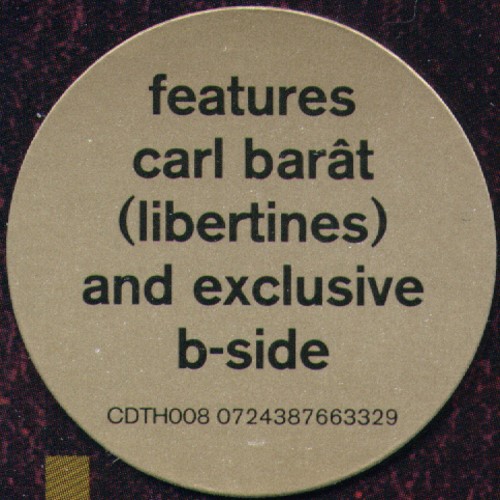 features
carl barât
(libertines)
and exclusive
b-side
CDTH008 0724387663329